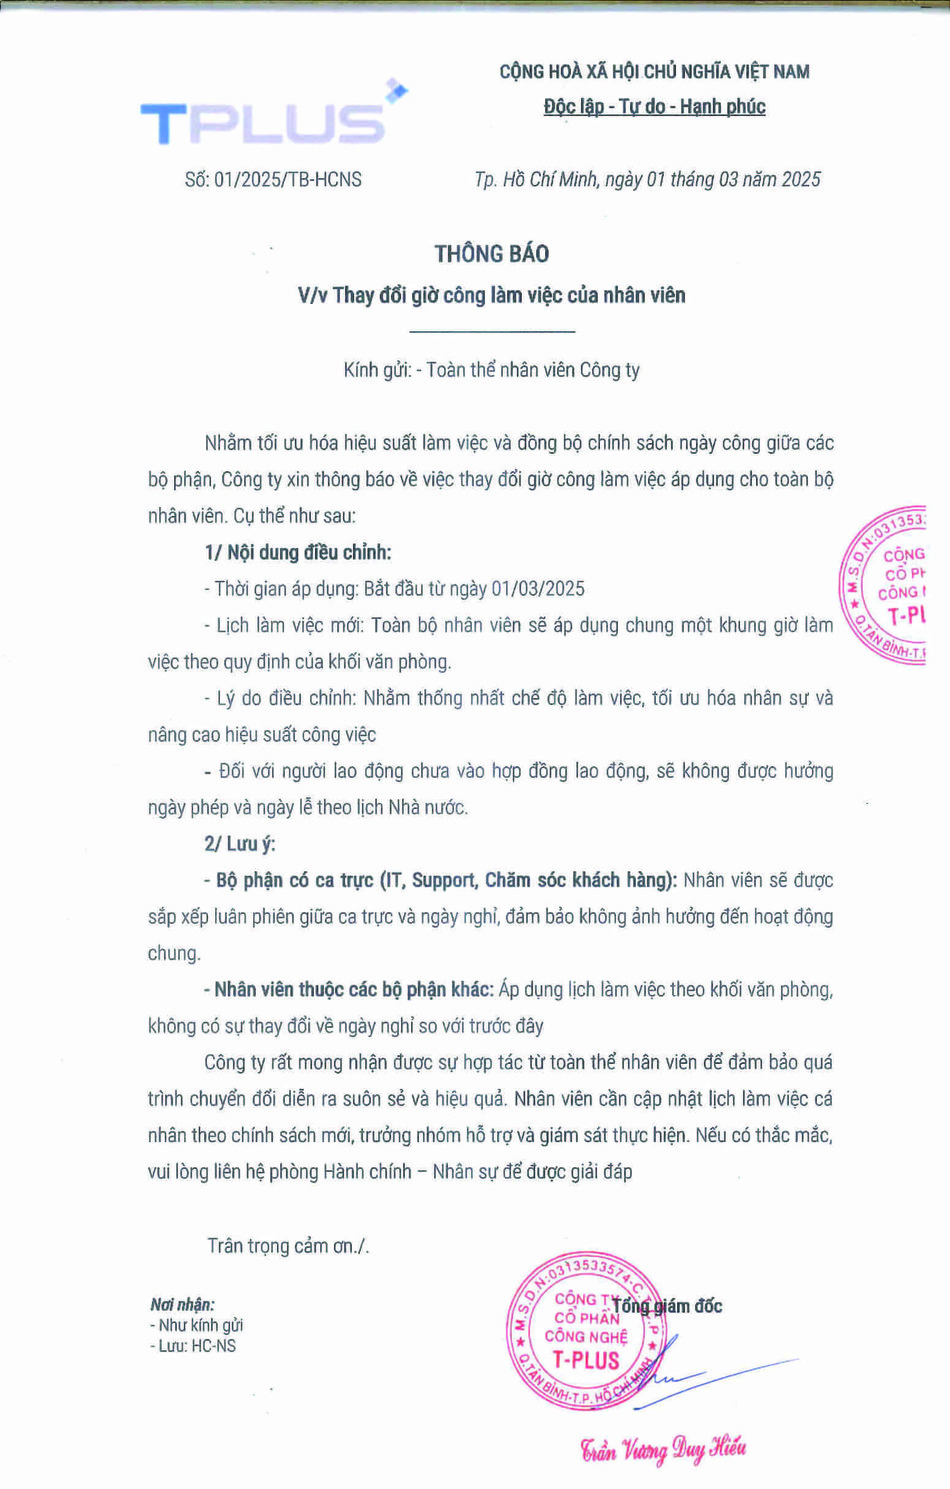 CỘNG HOÀ XÃ HỘI CHỦ NGHĨA VIỆT NAM
Độc lập - Tự do - Hạnh phúc
TPLUS
Số: 01/2025/TB-HCNS
Tp. Hồ Chí Minh, ngày 01 tháng 03 năm 2025
THÔNG BÁO
V/v Thay đổi giờ công làm việc của nhân viên
Kính gửi: - Toàn thể nhân viên Công ty
Nhằm tối ưu hóa hiệu suất làm việc và đồng bộ chính sách ngày công giữa các
bộ phận, Công ty xin thông báo về việc thay đổi giờ công làm việc áp dụng cho toàn bộ
nhân viên. Cụ thể như sau:
1/ Nội dung điều chỉnh:
- Thời gian áp dụng: Bắt đầu từ ngày 01/03/2025
- Lịch làm việc mới: Toàn bộ nhân viên sẽ áp dụng chung một khung giờ làm
việc theo quy định của khối văn phòng.
- Lý do điều chỉnh: Nhằm thống nhất chế độ làm việc, tối ưu hóa nhân sự và
nâng cao hiệu suất công việc
- Đối với người lao động chưa vào hợp đồng lao động, sẽ không được hưởng
ngày phép và ngày lễ theo lịch Nhà nước.
2/ Lưu ý:
- Bộ phận có ca trực (IT, Support, Chăm sóc khách hàng): Nhân viên sẽ được
sắp xếp luân phiên giữa ca trực và ngày nghỉ, đảm bảo không ảnh hưởng đến hoạt động
chung.
- Nhân viên thuộc các bộ phận khác: Áp dụng lịch làm việc theo khối văn phòng,
không có sự thay đổi về ngày nghỉ so với trước đây
Công ty rất mong nhận được sự hợp tác từ toàn thể nhân viên để đảm bảo quá
trình chuyển đổi diễn ra suôn sẻ và hiệu quả. Nhân viên cần cập nhật lịch làm việc cá
nhân theo chính sách mới, trưởng nhóm hỗ trợ và giám sát thực hiện. Nếu có thắc mắc,
vui lòng liên hệ phòng Hành chính – Nhân sự để được giải đáp
Trân trọng cảm ơn./.
Nơi nhận:
- Như kính gửi
- Lưu: HC-NS
Tổng giám đốc
M.S.D.N:0313533574-C.T.C.P
CÔNG TY
CỔ PHẦN
CÔNG NGHỆ
T-PLUS
Q.TÂN BÌNH-T.P. HỒ CHÍ MINH
Trần Vương Duy Hiếu
M.S.D.N:0313533
CÔNG
CỔ PH
CÔNG
T-PL
Q.TÂN BÌNH-T.P